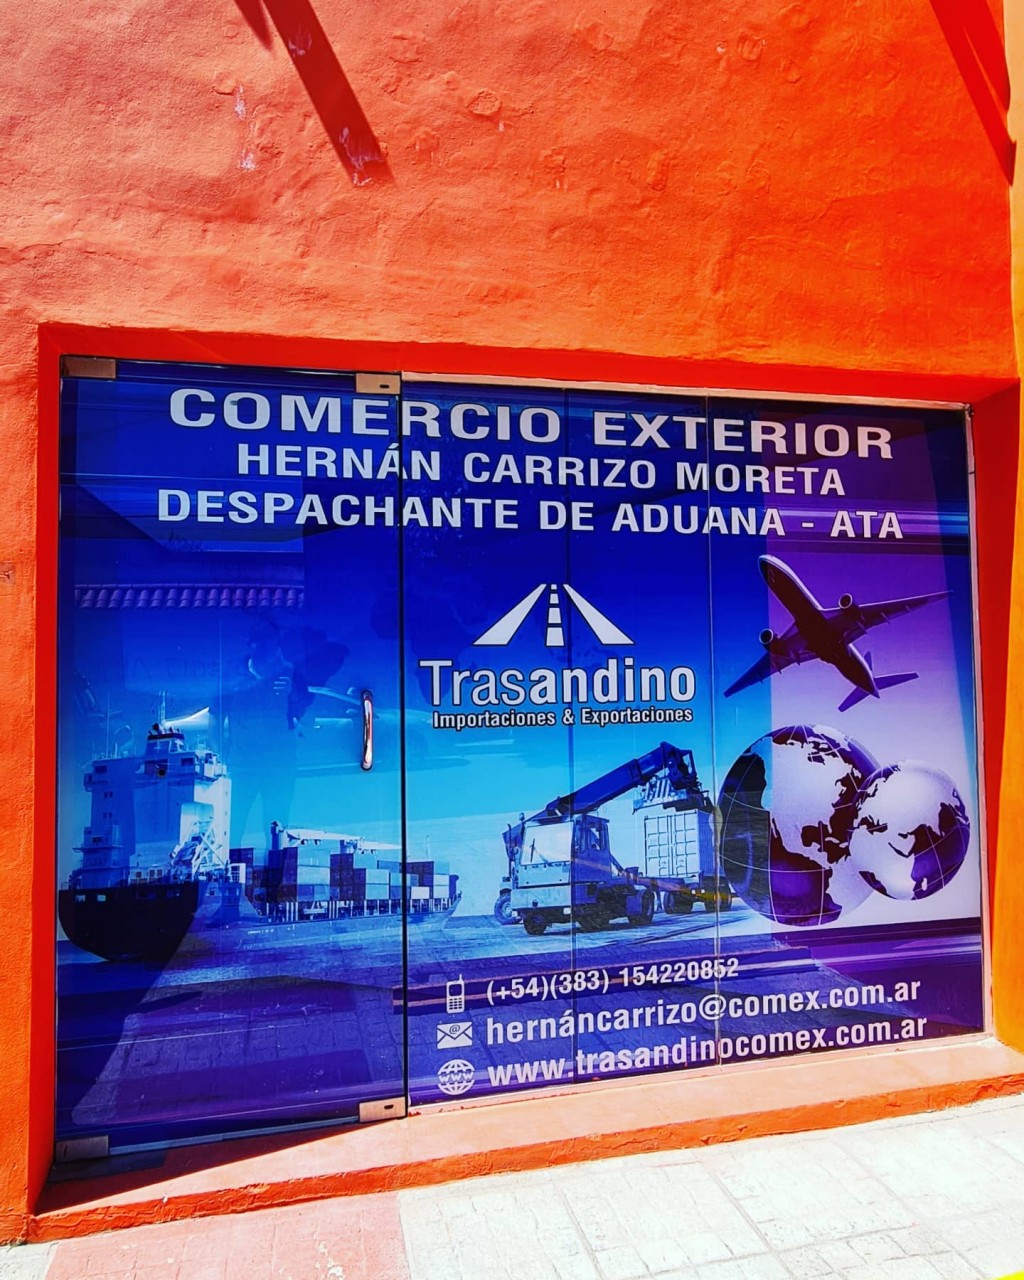 COMERCIO EXTERIOR
HERNÁN CARRIZO MORETA
DESPACHANTE DE ADUANA - ATA
Trasandino
Importaciones & Exportaciones
(+54)(383) 154220852
@
hernáncarrizo@comex.com.ar
www
www.trasandinocomex.com.ar